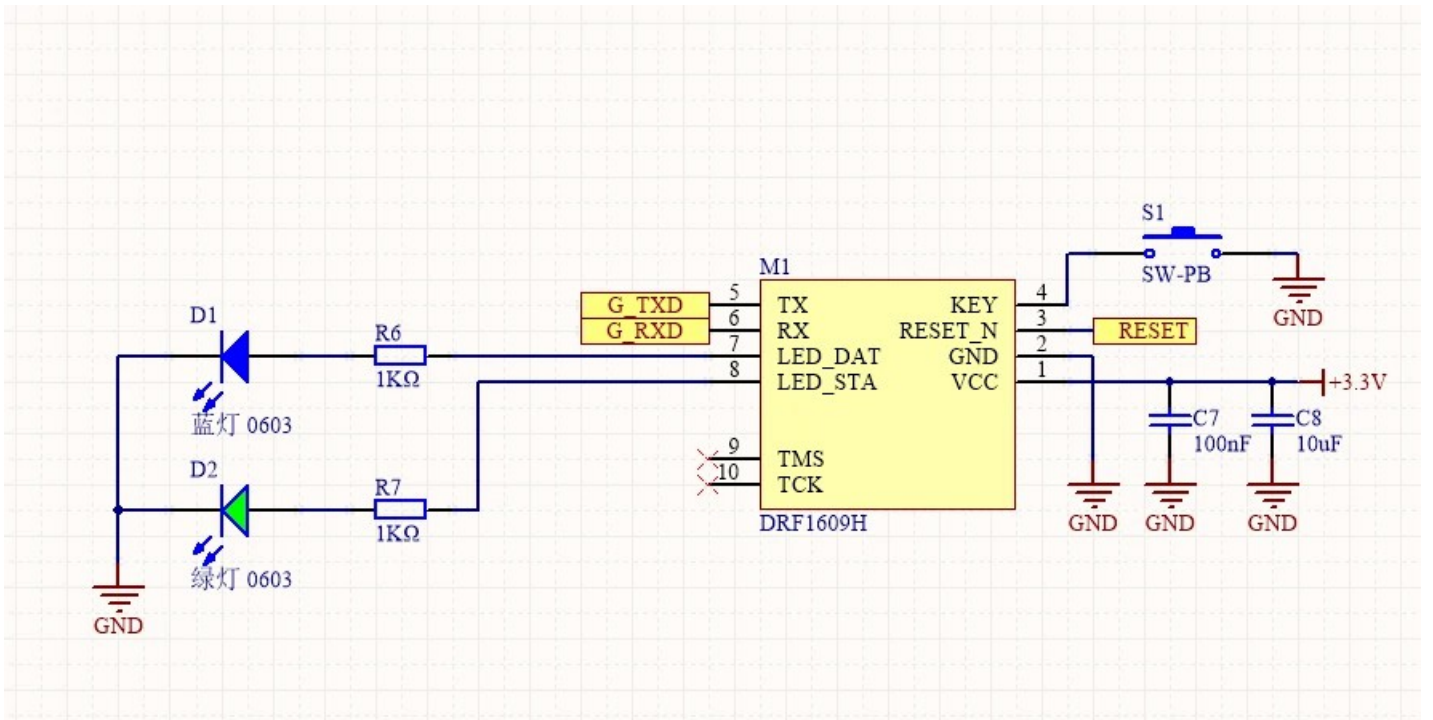 S1
SW-PB
GND
M1
G_TXD 5 TX KEY 4
G_RXD 6 RX RESET_N 3 RESET
7 LED_DAT GND 2
8 LED_STA VCC 1 +3.3V
9 TMS
10 TCK
DRF1609H
D1
R6
1KΩ
蓝灯 0603
D2
R7
1KΩ
绿灯 0603
GND
C7
100nF
C8
10uF
GND
GND
GND